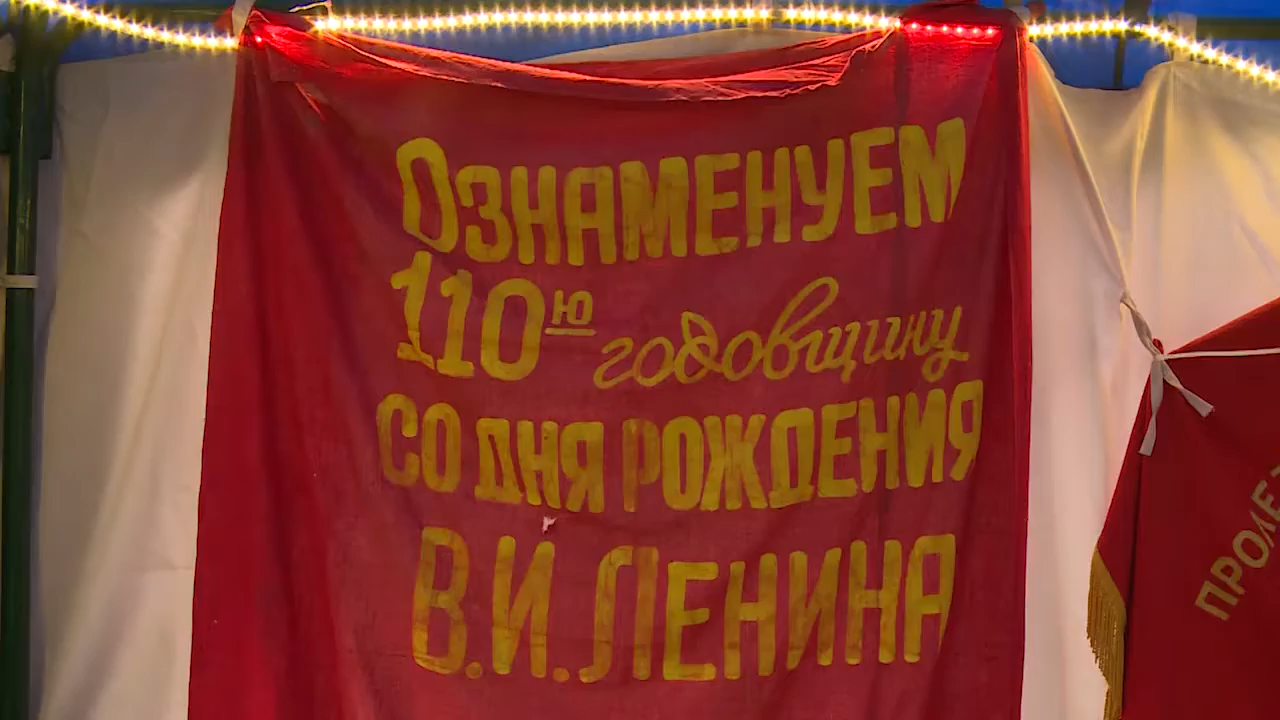 Ознаменуем
110ю годовщину
со дня рождения
В.И.Ленина